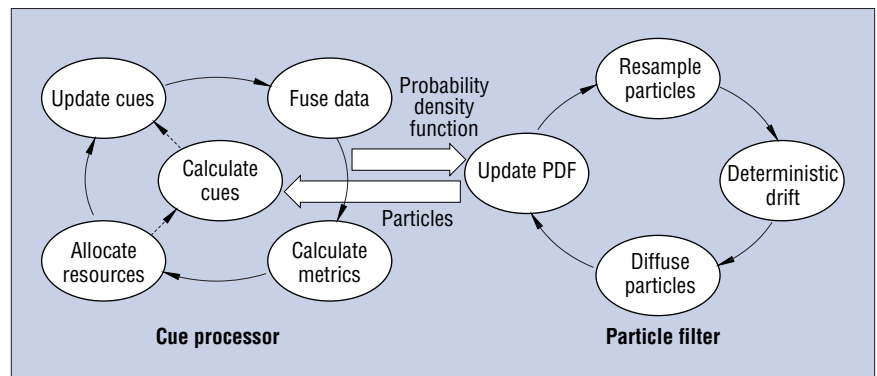 Update cues
Fuse data
Probability
density
function
Calculate
cues
Particles
Allocate
resources
Calculate
metrics
Cue processor
Resample
particles
Update PDF
Deterministic
drift
Diffuse
particles
Particle filter